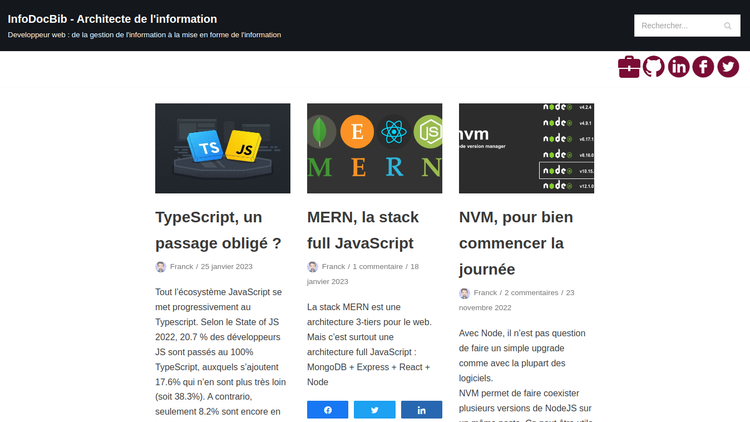 InfoDocBib - Architecte de l'information
Developpeur web : de la gestion de l'information à la mise en forme de l'information
Rechercher...
TS
JS
TypeScript, un
passage obligé ?
Franck / 25 janvier 2023
Tout l'écosystème JavaScript se
met progressivement au
Typescript. Selon le State of JS
2022, 20.7 % des développeurs
JS sont passés au 100%
TypeScript, auxquels s'ajoutent
17.6% qui n'en sont plus très loin
(soit 38.3%). A contrario,
seulement 8.2% sont encore en
E
JS
M E R N
MERN, la stack
full JavaScript
Franck / 1 commentaire / 18
janvier 2023
La stack MERN est une
architecture 3-tiers pour le web.
Mais c'est surtout une
architecture full JavaScript :
MongoDB + Express + React +
Node
nvm
ode version manager
node v4.2.4
node v4.9.1
node v6.17.1
node v8.16.0
node v10.15.
node v12.1.0
NVM, pour bien
commencer la
journée
Franck / 2 commentaires / 23
novembre 2022
Avec Node, il n'est pas question
de faire un simple upgrade
comme avec la plupart des
logiciels.
NVM permet de faire coexister
plusieurs versions de NodeJS sur